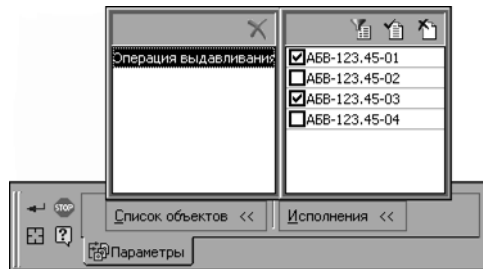 Операция выдавливания
АБВ-123.45-01
АБВ-123.45-02
АБВ-123.45-03
АБВ-123.45-04
STOP
Список объектов <<
Исполнения <<
Параметры